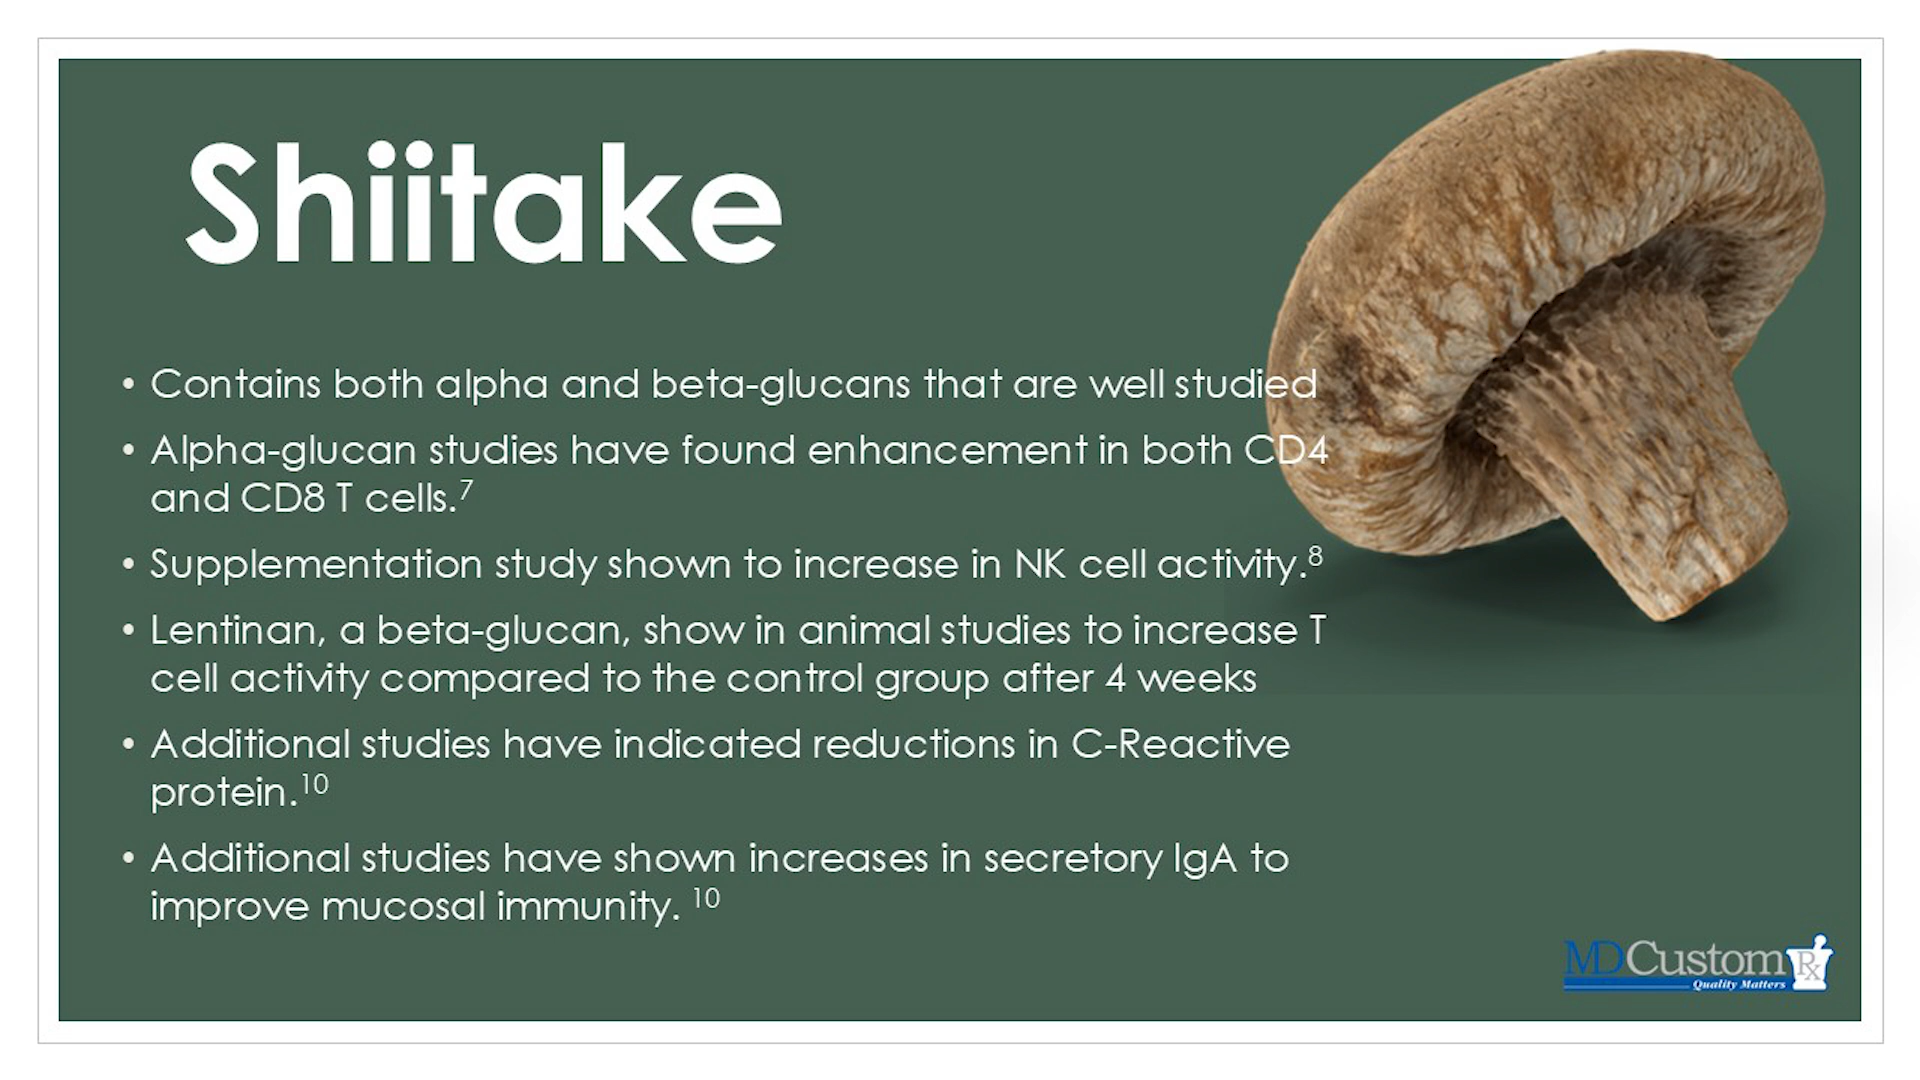 Shiitake
• Contains both alpha and beta-glucans that are well studied
• Alpha-glucan studies have found enhancement in both CD4
and CD8 T cells.7
• Supplementation study shown to increase in NK cell activity.8
• Lentinan, a beta-glucan, show in animal studies to increase T
cell activity compared to the control group after 4 weeks
• Additional studies have indicated reductions in C-Reactive
protein.10
• Additional studies have shown increases in secretory IgA to
improve mucosal immunity. 10
MDCustom Rx
Quality Matters